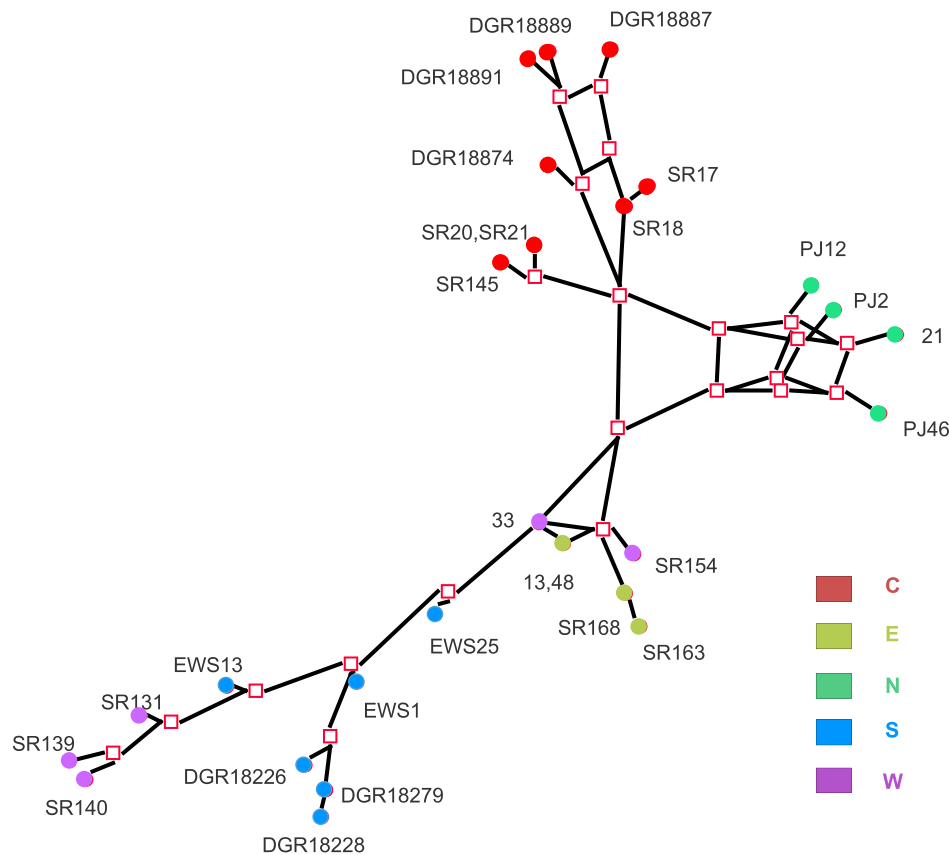 DGR18887
DGR18889
DGR18891
DGR18874
SR17
SR20,SR21
SR18
SR145
PJ12
PJ2
21
PJ46
33
13,48
SR154
SR168
SR163
EWS25
EWS13
EWS1
SR131
SR139
SR140
DGR18226
DGR18279
DGR18228
C
E
N
S
W